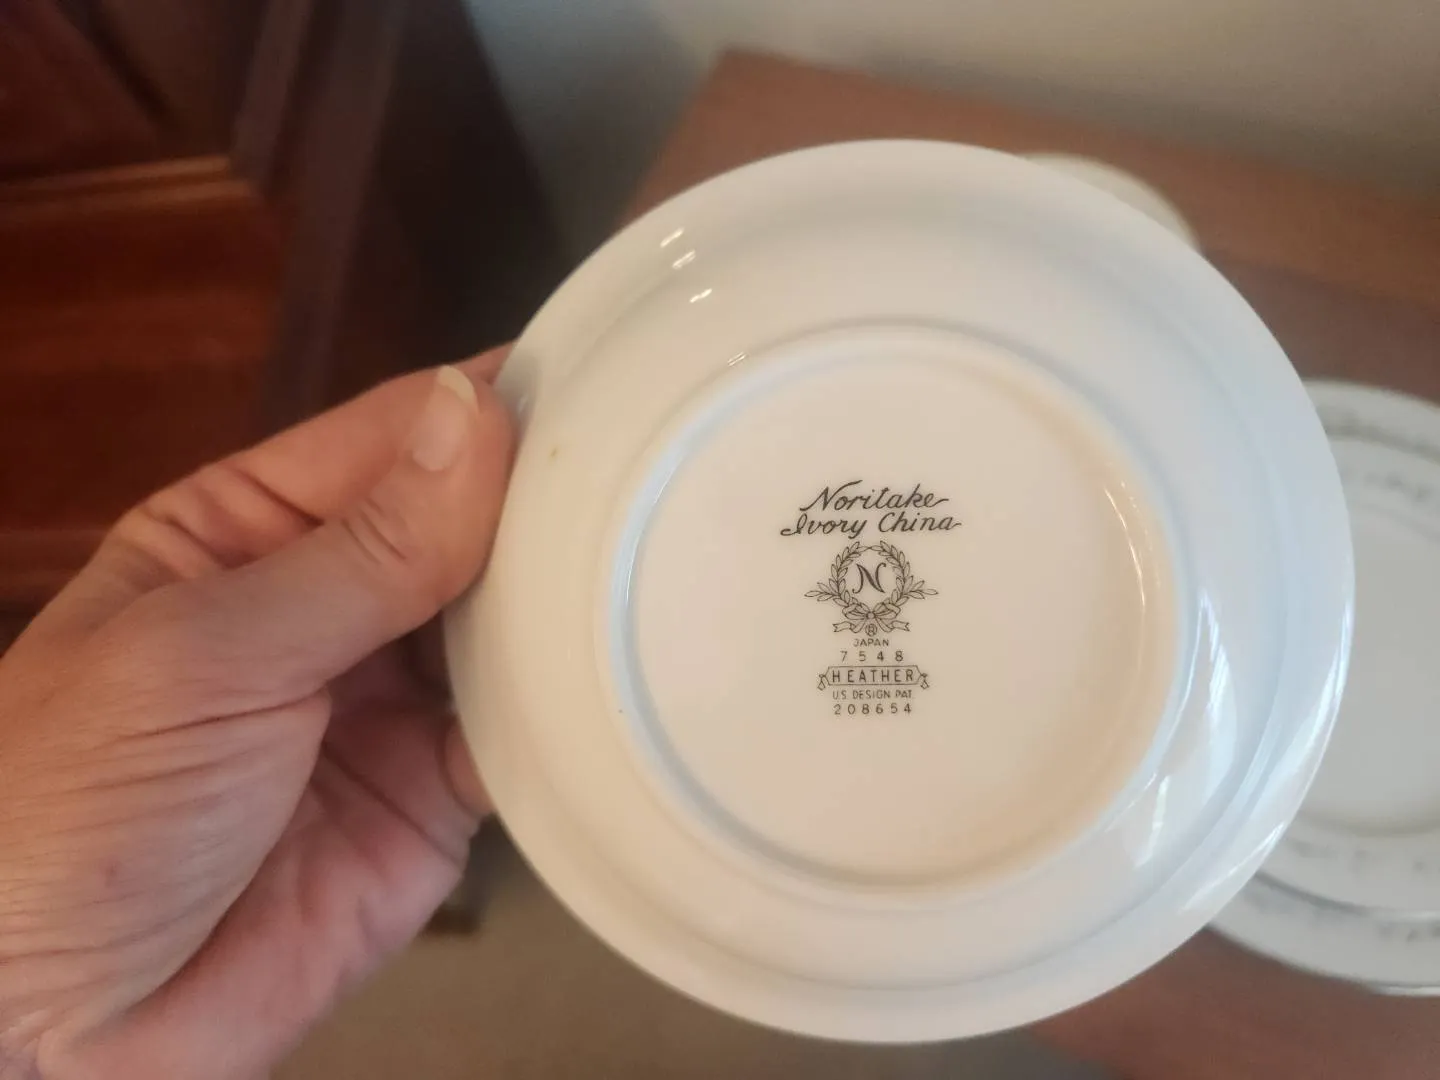 Noritake
Ivory China
N
®
JAPAN
7548
HEATHER
U.S. DESIGN PAT.
208654